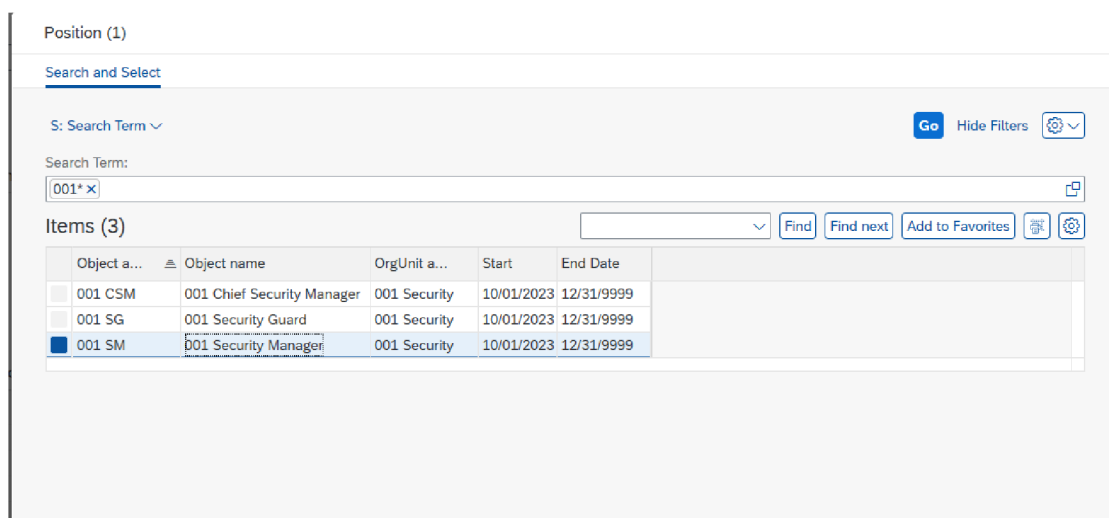 Position (1)
Search and Select
S: Search Term
Go Hide Filters
Search Term:
001*
Items (3)
Find Find next Add to Favorites
Object a... Object name OrgUnit a... Start End Date
001 CSM 001 Chief Security Manager 001 Security 10/01/2023 12/31/9999
001 SG 001 Security Guard 001 Security 10/01/2023 12/31/9999
001 SM 001 Security Manager 001 Security 10/01/2023 12/31/9999